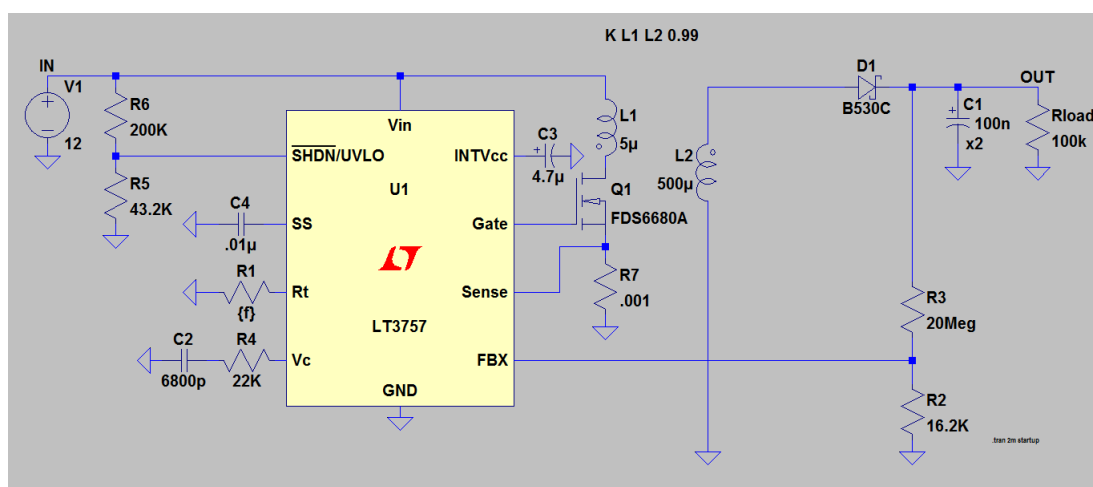 K L1 L2 0.99
IN
V1
12
R6
200K
R5
43.2K
C4
.01µ
R1
{f}
C2
6800p
R4
22K
Vin
SHDN/UVLO
INTVcc
U1
SS
Gate
Rt
Sense
LT3757
Vc
FBX
GND
C3
4.7µ
L1
5µ
Q1
FDS6680A
R7
.001
L2
500µ
D1
B530C
OUT
C1
100n
x2
Rload
100k
R3
20Meg
R2
16.2K
.tran 2m startup